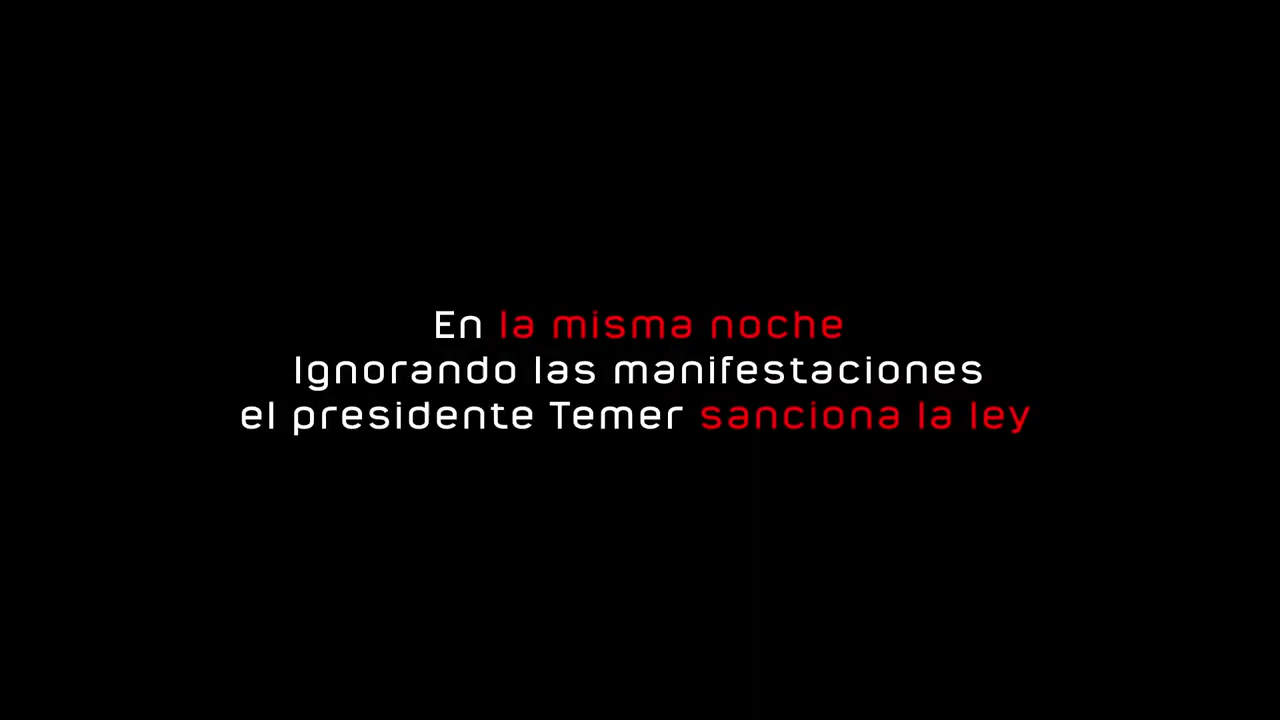 En la misma noche
Ignorando las manifestaciones
el presidente Temer sanciona la ley